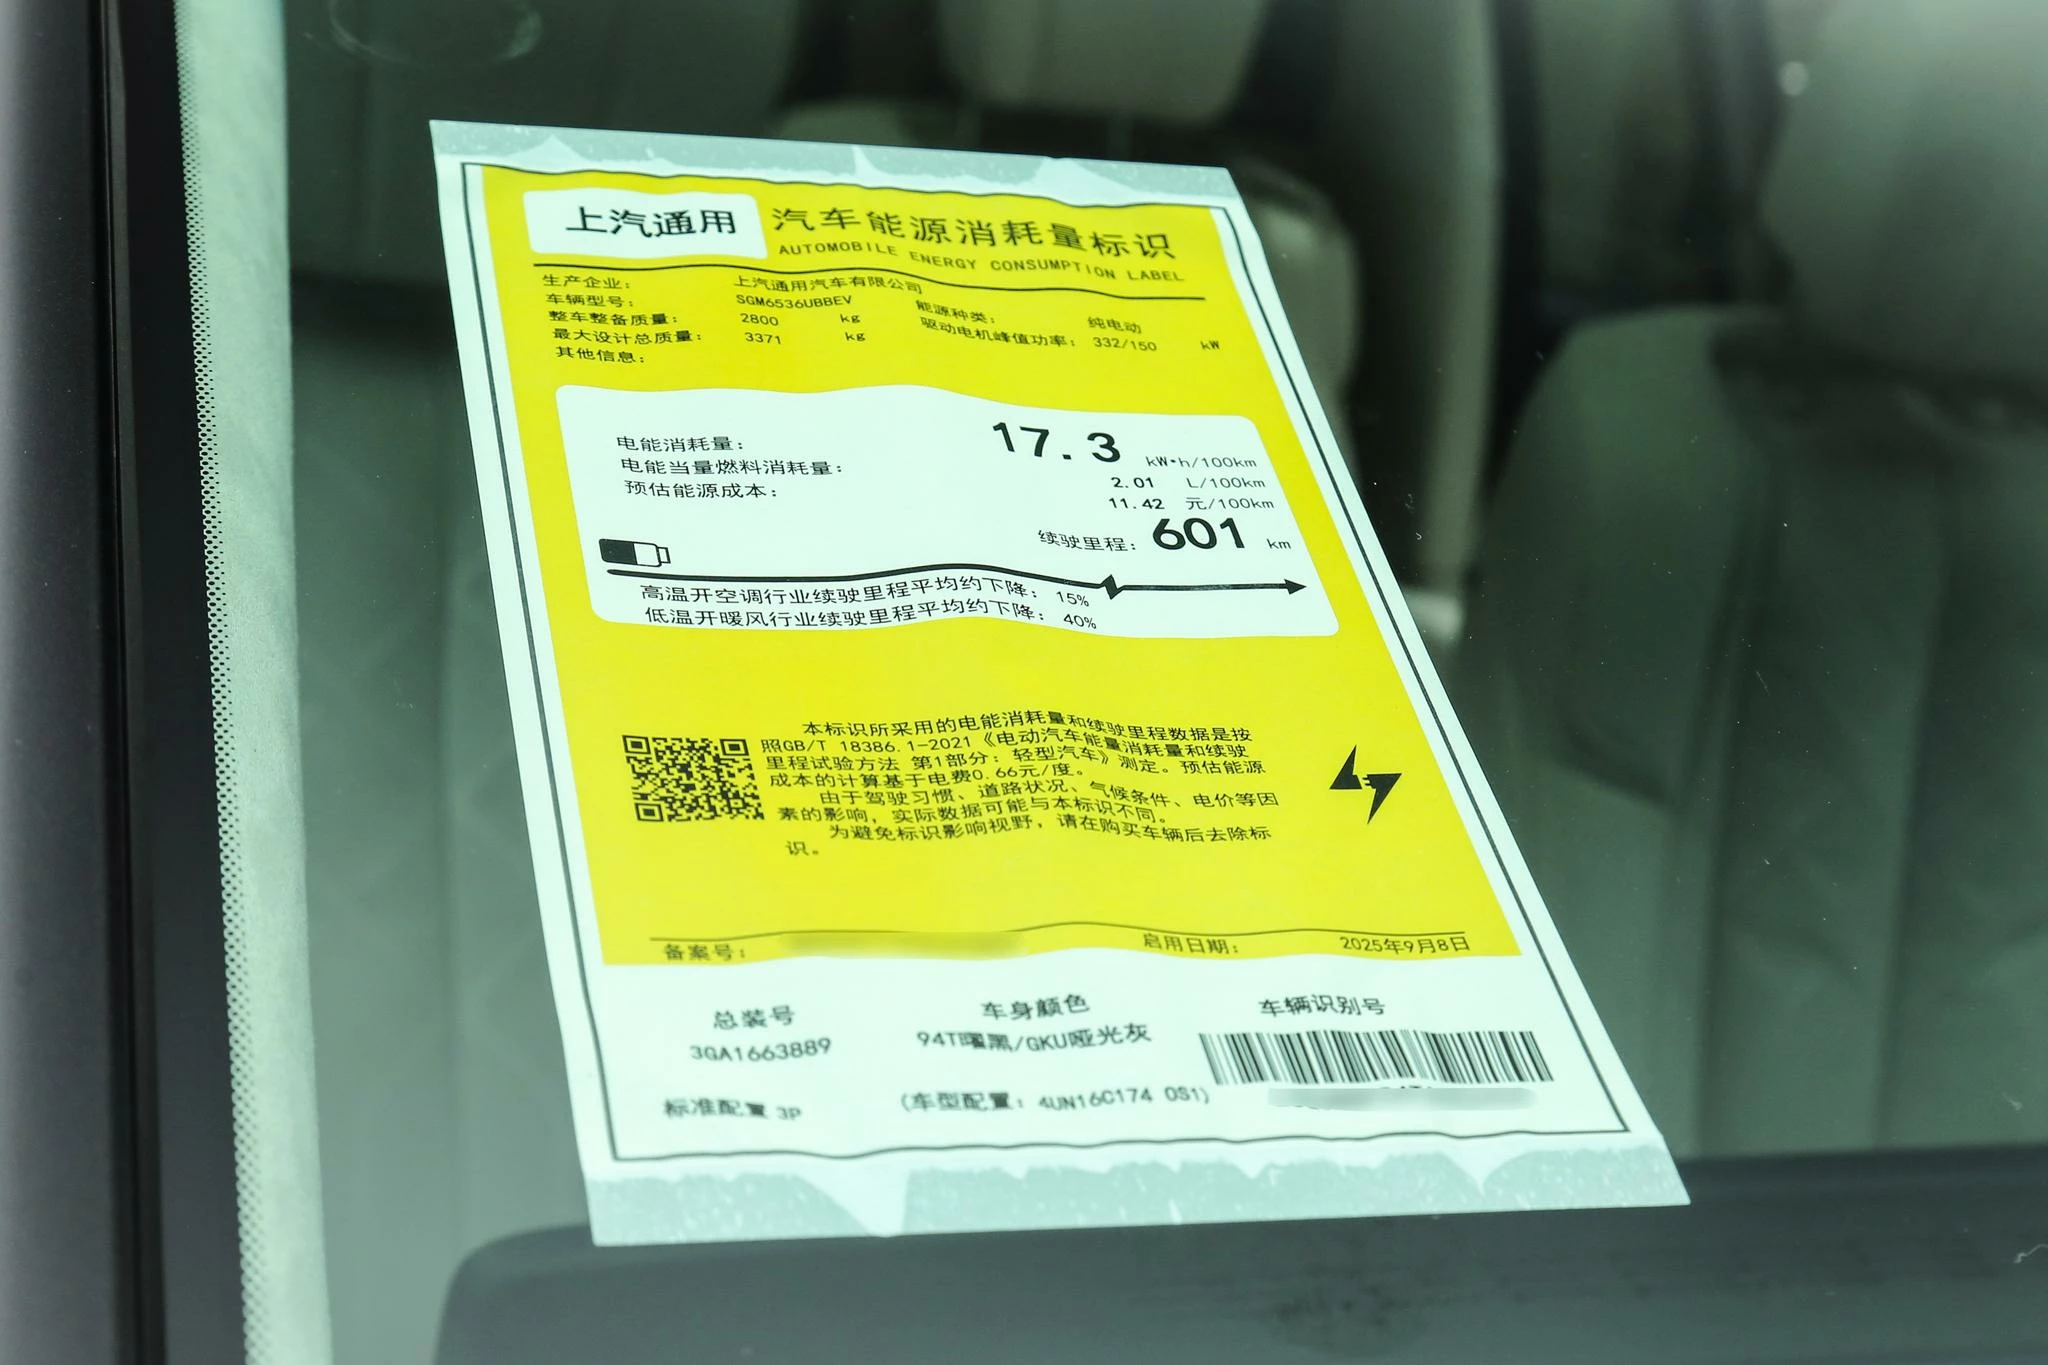 上汽通用
汽车能源消耗量标识
AUTOMOBILE ENERGY CONSUMPTION LABEL
生产企业： 上汽通用汽车有限公司
车辆型号： SGM6536UBBEV 能源种类： 纯电动
整车整备质量： 2800 kg 驱动电机峰值功率： 332/150 kW
最大设计总质量： 3371 kg
其他信息：
电能消耗量： 17.3 kW•h/100km
电能当量燃料消耗量： 2.01 L/100km
预估能源成本： 11.42 元/100km
续驶里程： 601 km
高温开空调行业续驶里程平均约下降： 15%
低温开暖风行业续驶里程平均约下降： 40%
本标识所采用的电能消耗量和续驶里程数据是按
照GB/T 18386.1-2021《电动汽车能量消耗量和续驶
里程试验方法 第1部分：轻型汽车》测定。预估能源
成本的计算基于电费0.66元/度。
由于驾驶习惯、道路状况、气候条件、电价等因
素的影响，实际数据可能与本标识不同。
为避免标识影响视野，请在购买车辆后去除标
识。
备案号： 启用日期： 2025年9月8日
总装号 车身颜色 车辆识别号
3GA1663889 94T曜黑/GKU哑光灰
标准配置 3P (车型配置：4UN16C174 0S1)